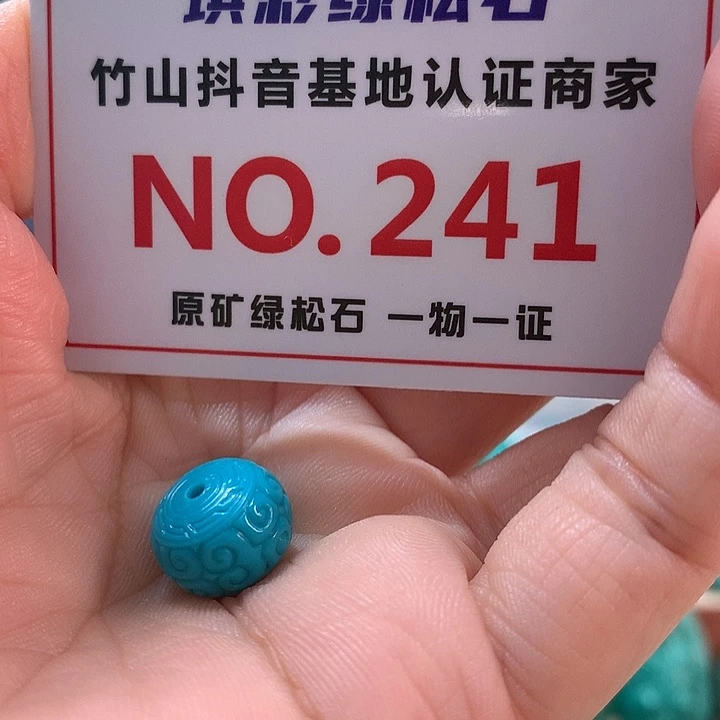 琪彩绿松石
竹山抖音基地认证商家
NO.241
原矿绿松石 一物一证